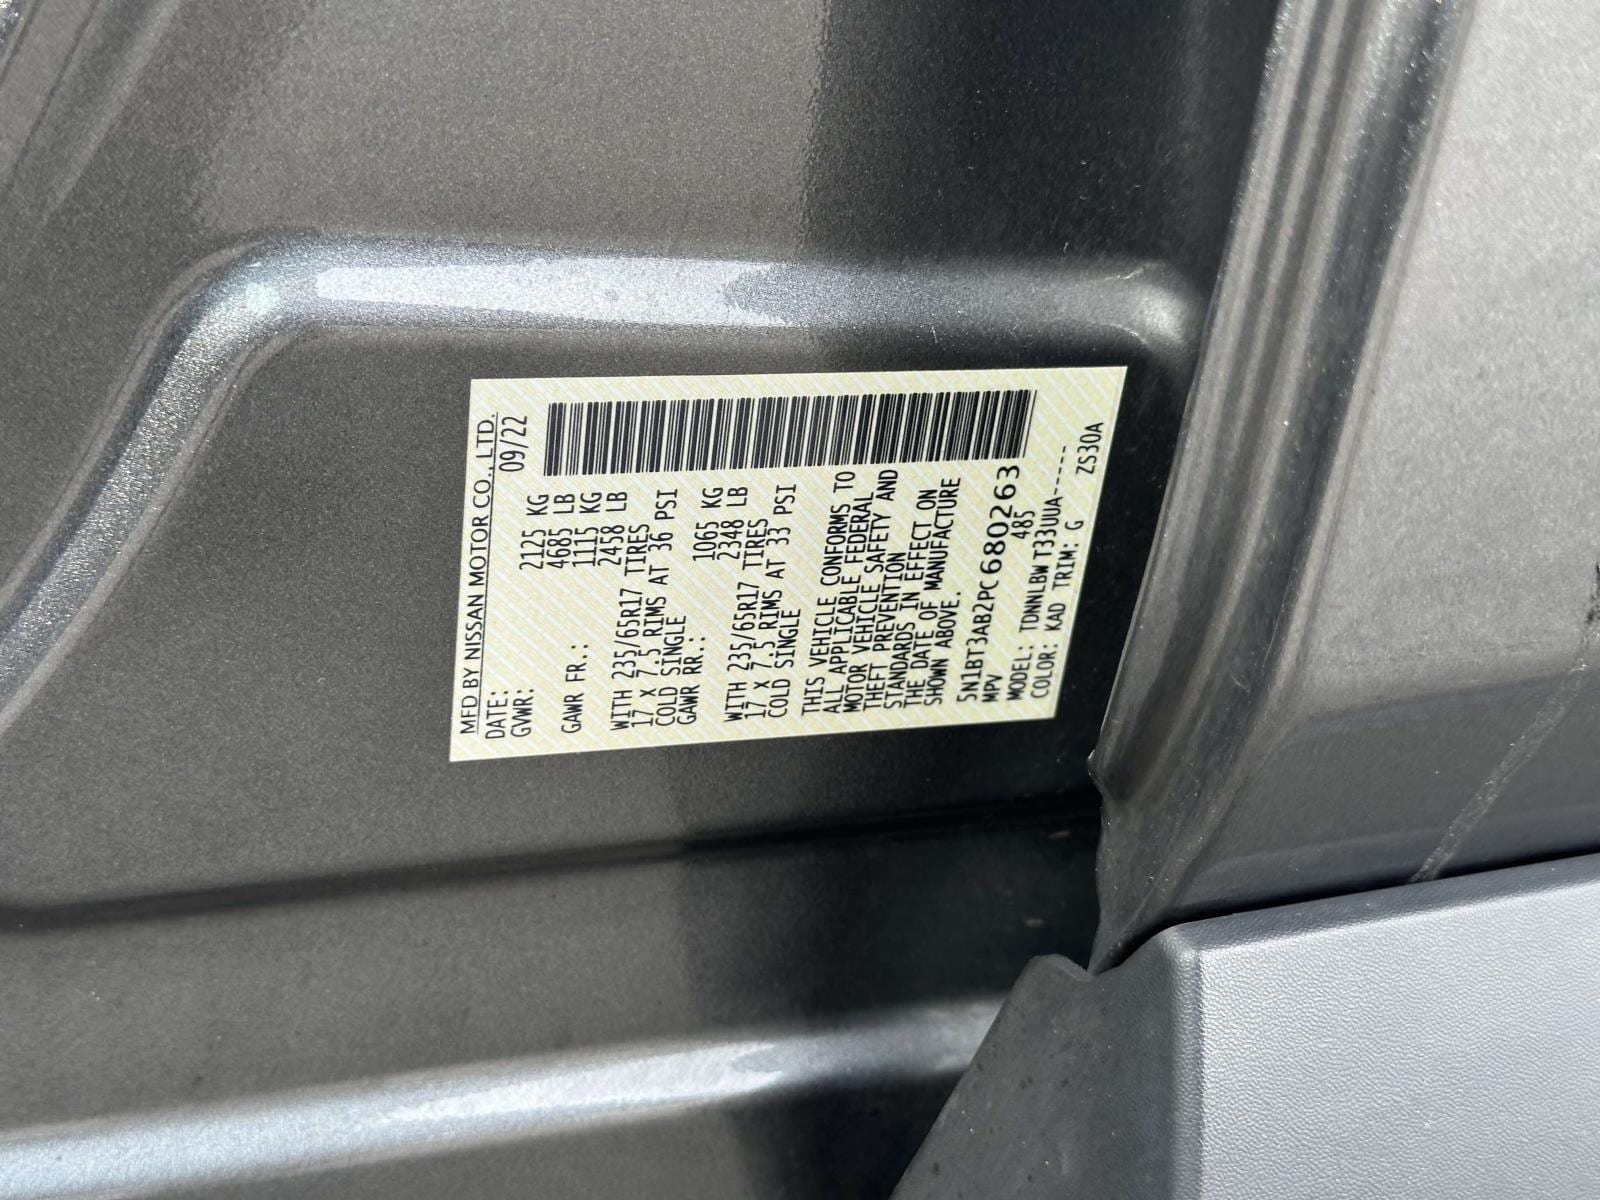 MFD BY NISSAN MOTOR CO., LTD.
DATE: 09/22
GVWR: 2125 KG
4685 LB
GAWR FR.: 1115 KG
2458 LB
WITH 235/65R17 TIRES
17 X 7.5 RIMS AT 36 PSI
COLD SINGLE
GAWR RR.: 1065 KG
2348 LB
WITH 235/65R17 TIRES
17 X 7.5 RIMS AT 33 PSI
COLD SINGLE
THIS VEHICLE CONFORMS TO
ALL APPLICABLE FEDERAL
MOTOR VEHICLE SAFETY AND
THEFT PREVENTION
STANDARDS IN EFFECT ON
THE DATE OF MANUFACTURE
SHOWN ABOVE.
5N1BT3AB2PC680263
MPV 485
MODEL: TDNNLBW T33UUA-----
COLOR: KAD TRIM: G
ZS30A